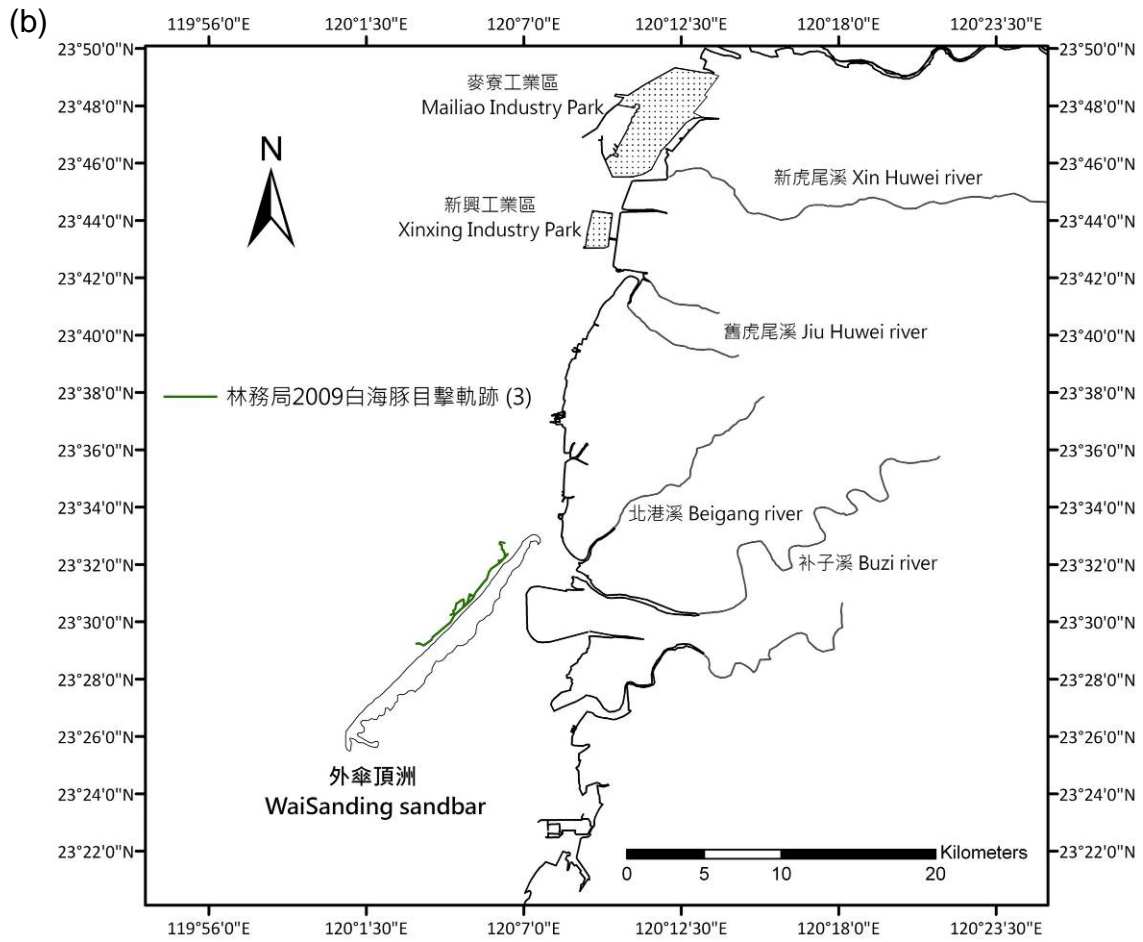 (b)
119°56'0"E 120°1'30"E 120°7'0"E 120°12'30"E 120°18'0"E 120°23'30"E
23°50'0"N 23°50'0"N
麥寮工業區
Mailiao Industry Park
23°48'0"N 23°48'0"N
N
23°46'0"N 23°46'0"N
新虎尾溪 Xin Huwei river
新興工業區
Xinxing Industry Park
23°44'0"N 23°44'0"N
23°42'0"N 23°42'0"N
舊虎尾溪 Jiu Huwei river
23°40'0"N 23°40'0"N
23°38'0"N 23°38'0"N
林務局2009白海豚目擊軌跡 (3)
23°36'0"N 23°36'0"N
23°34'0"N 23°34'0"N
北港溪 Beigang river
23°32'0"N 23°32'0"N
朴子溪 Buzi river
23°30'0"N 23°30'0"N
23°28'0"N 23°28'0"N
23°26'0"N 23°26'0"N
外傘頂洲
WaiSanding sandbar
23°24'0"N 23°24'0"N
23°22'0"N 23°22'0"N
Kilometers
0 5 10 20
119°56'0"E 120°1'30"E 120°7'0"E 120°12'30"E 120°18'0"E 120°23'30"E